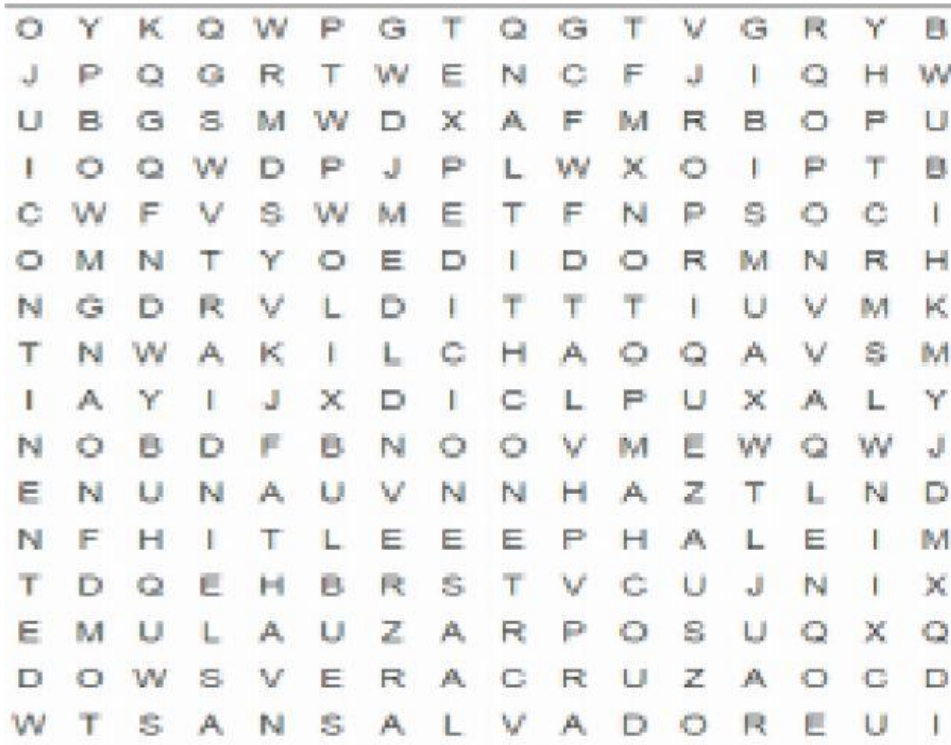 O Y K Q W P G T Q G T V G R Y B
J P Q G R T W E N C F J I Q H W
U B G S M W D X A F M R B O P U
I O Q W D P J P L W X O I P T B
C W F V S W M E T F N P S O C I
O M N T Y O E D I D O R M N R H
N G D R V L D I T T T I U V M K
T N W A K I L C H A O Q A V S M
I A Y I J X D I C L P U X A L Y
N O B D F B N O O V M E W Q W J
E N U N A U V N N H A Z T L N D
N F H I T L E E E P H A L E I M
T D Q E H B R S T V C U J N I X
E M U L A U Z A R P O S U Q X Q
D O W S V E R A C R U Z A O C D
W T S A N S A L V A D O R E U I